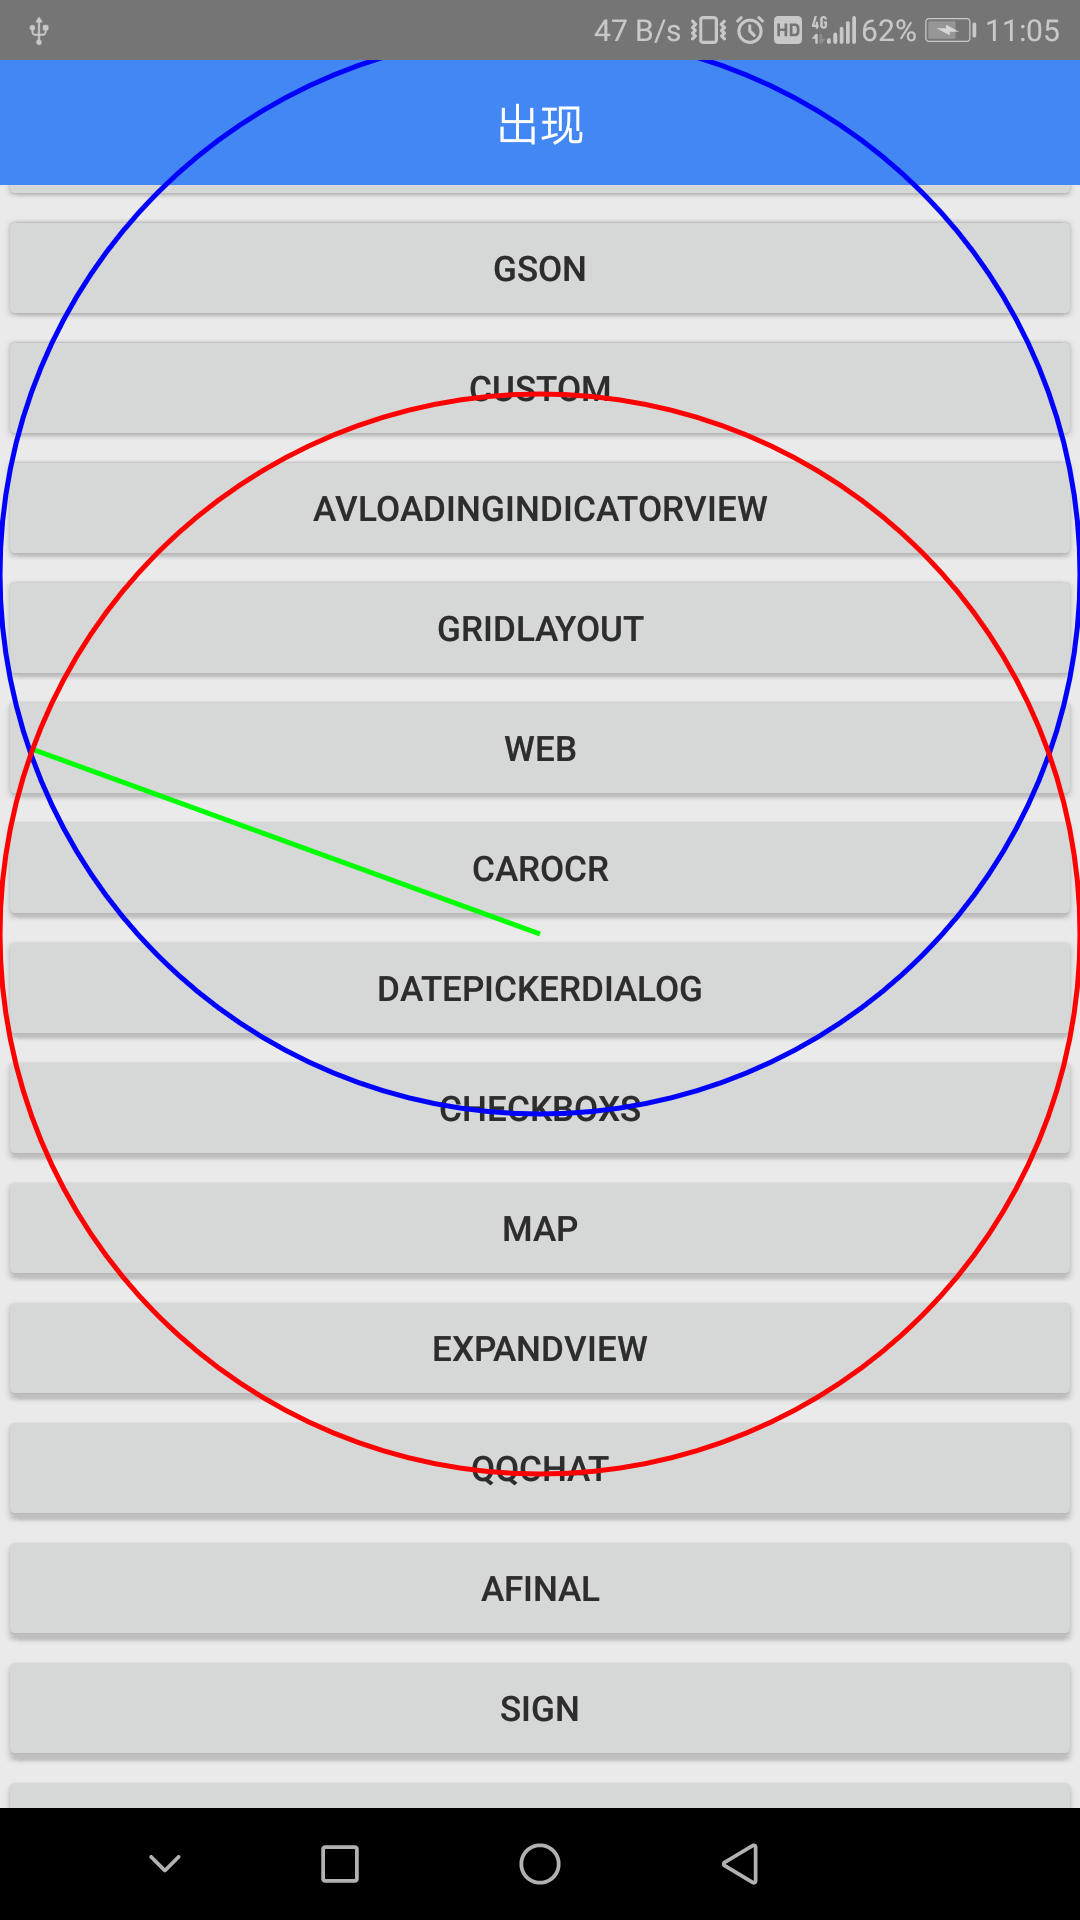 47 B/s HD 4G 62% 11:05
出现
GSON
CUSTOM
AVLOADINGINDICATORVIEW
GRIDLAYOUT
WEB
CAROCR
DATEPICKERDIALOG
CHECKBOXS
MAP
EXPANDVIEW
QQCHAT
AFINAL
SIGN